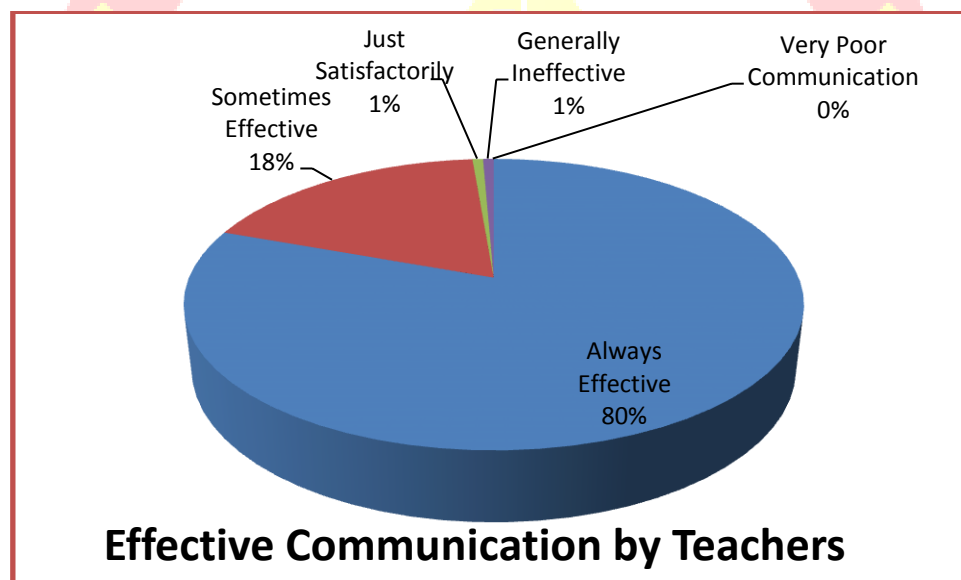 Just
Satisfactorily
1%
Generally
Ineffective
1%
Very Poor
Communication
0%
Sometimes
Effective
18%
Always
Effective
80%
Effective Communication by Teachers